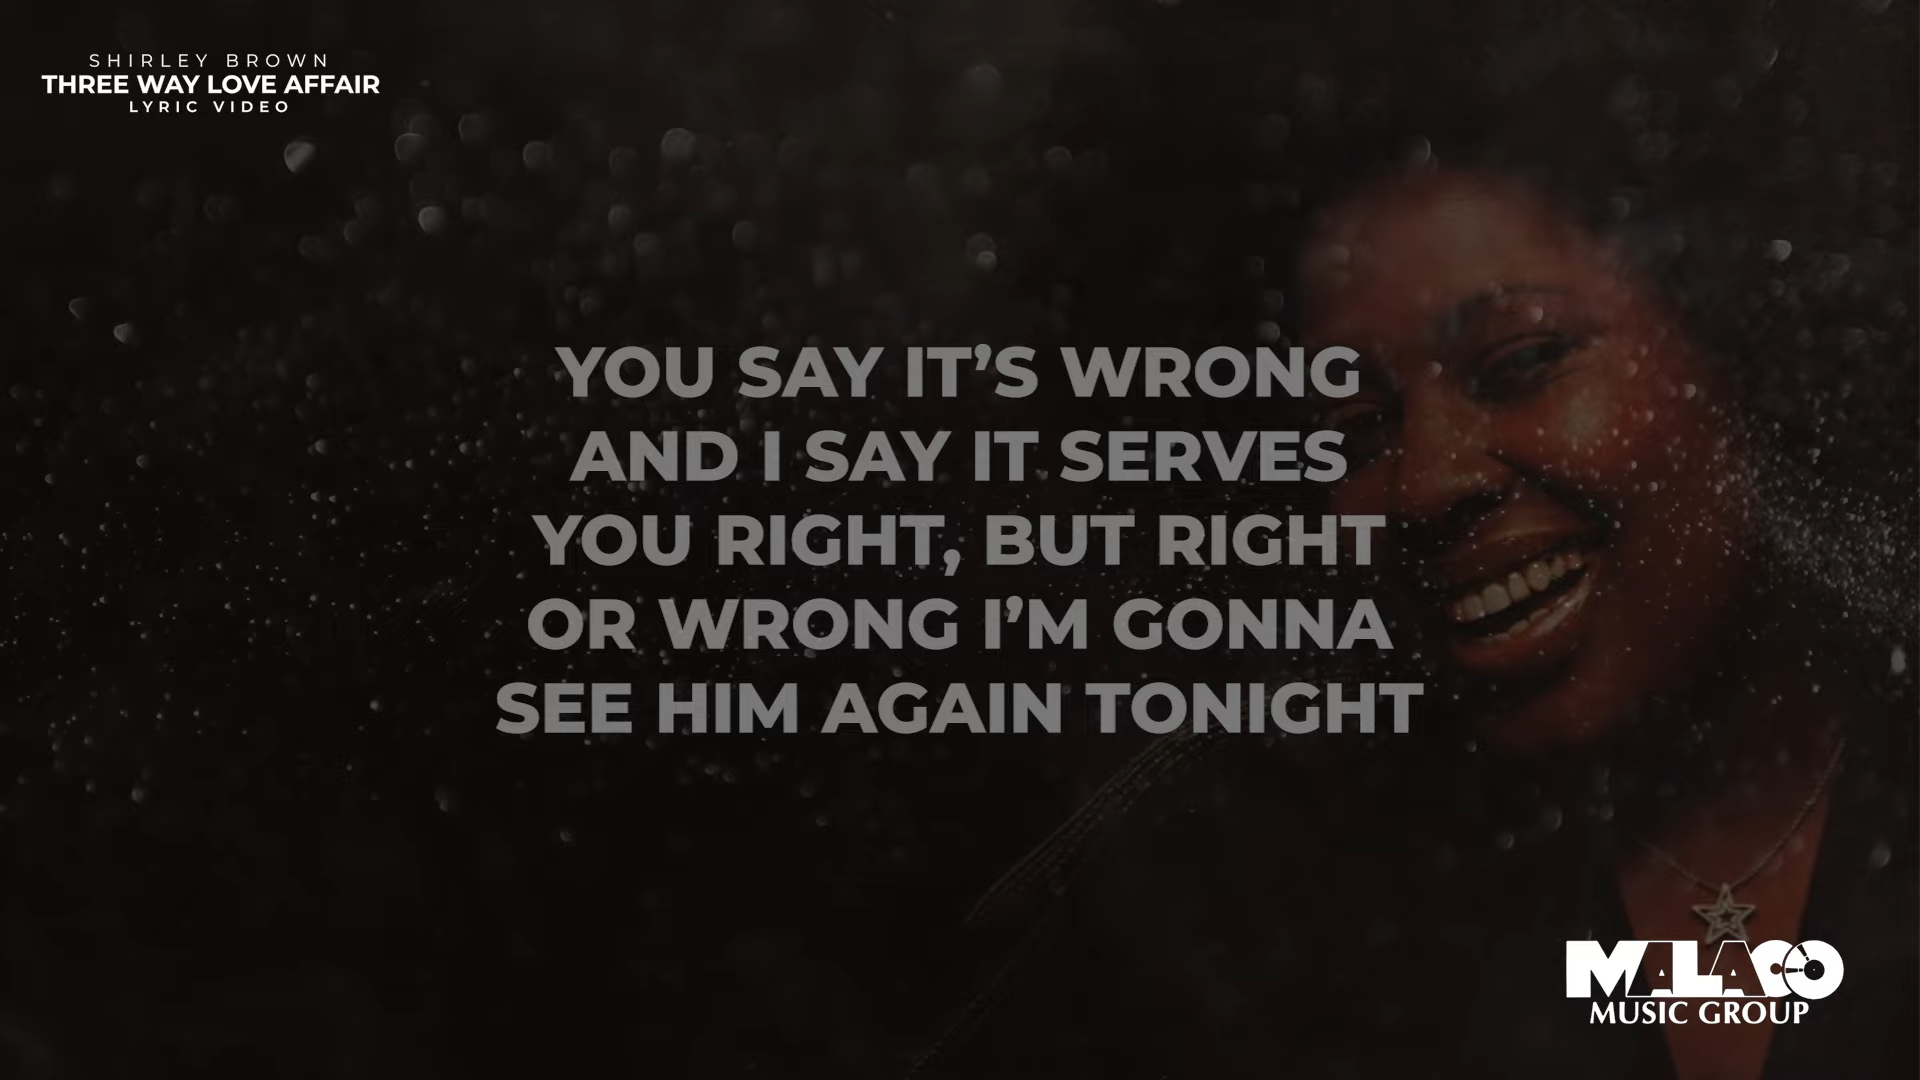 SHIRLEY BROWN
THREE WAY LOVE AFFAIR
LYRIC VIDEO
YOU SAY IT’S WRONG
AND I SAY IT SERVES
YOU RIGHT, BUT RIGHT
OR WRONG I’M GONNA
SEE HIM AGAIN TONIGHT
MALACO
MUSIC GROUP